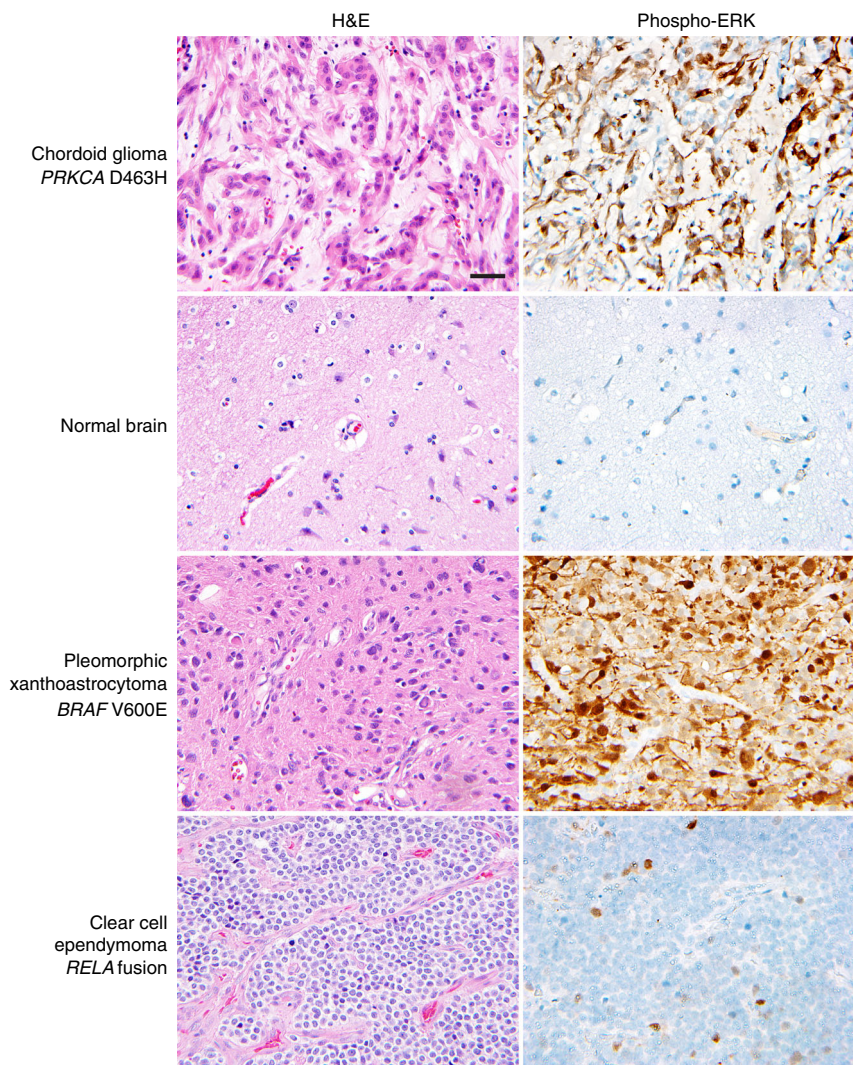 H&E
Phospho-ERK
Chordoid glioma
PRKCA D463H
Normal brain
Pleomorphic
xanthoastrocytoma
BRAF V600E
Clear cell
ependymoma
RELA fusion